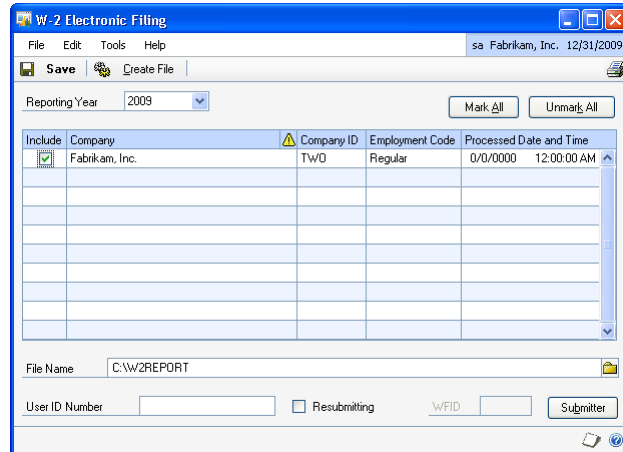 W-2 Electronic Filing
File Edit Tools Help sa Fabrikam, Inc. 12/31/2009
Save Create File
Reporting Year 2009 Mark All Unmark All
Include Company Company ID Employment Code Processed Date and Time
Fabrikam, Inc. TWO Regular 0/0/0000 12:00:00 AM
File Name C:\W2REPORT
User ID Number Resubmitting WFID Submitter